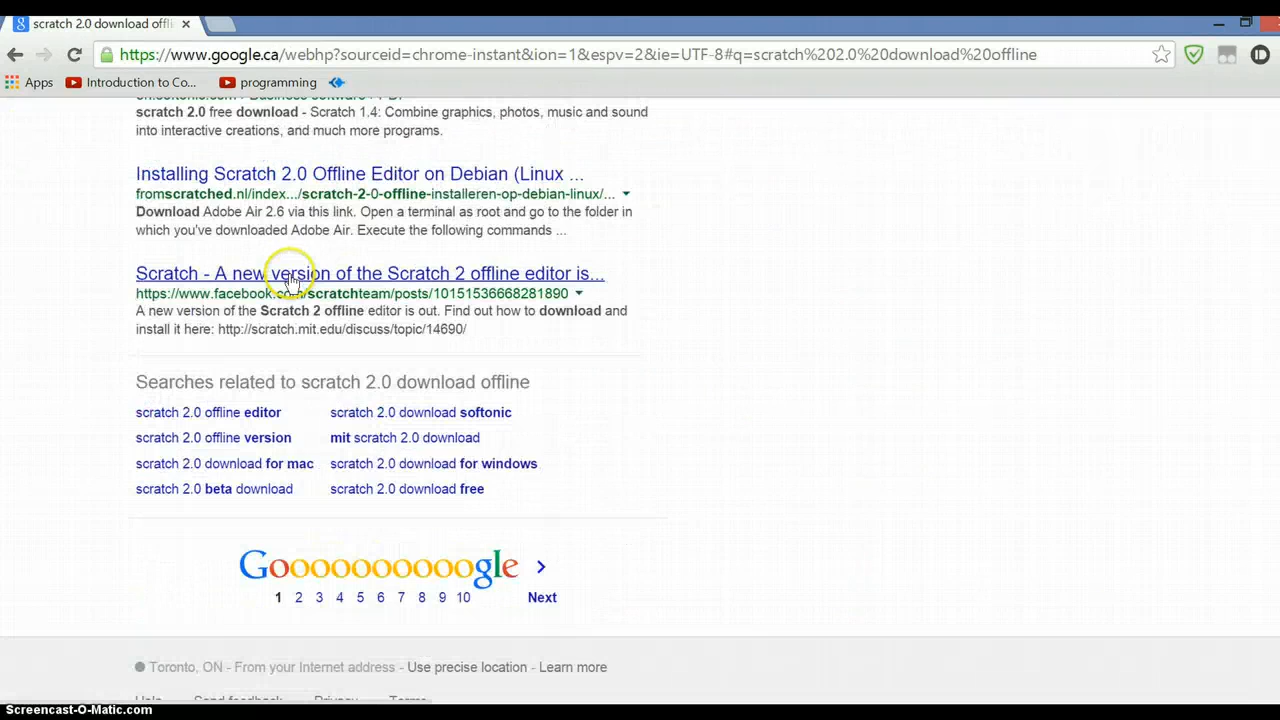 scratch 2.0 download offli
https://www.google.ca/webhp?sourceid=chrome-instant&ion=1&espv=2&ie=UTF-8#q=scratch%202.0%20download%20offline
Apps Introduction to Co... programming
scratch 2.0 free download - Scratch 1.4: Combine graphics, photos, music and sound
into interactive creations, and much more programs.
Installing Scratch 2.0 Offline Editor on Debian (Linux ...
fromscratched.nl/index.../scratch-2-0-offline-installeren-op-debian-linux/...
Download Adobe Air 2.6 via this link. Open a terminal as root and go to the folder in
which you've downloaded Adobe Air. Execute the following commands ...
Scratch - A new version of the Scratch 2 offline editor is...
https://www.facebook.com/scratchteam/posts/10151536668281890
A new version of the Scratch 2 offline editor is out. Find out how to download and
install it here: http://scratch.mit.edu/discuss/topic/14690/
Searches related to scratch 2.0 download offline
scratch 2.0 offline editor scratch 2.0 download softonic
scratch 2.0 offline version mit scratch 2.0 download
scratch 2.0 download for mac scratch 2.0 download for windows
scratch 2.0 beta download scratch 2.0 download free
Goooooooooogle
1 2 3 4 5 6 7 8 9 10 Next
Toronto, ON - From your Internet address - Use precise location - Learn more
Help Send feedback Privacy Terms
Screencast-O-Matic.com